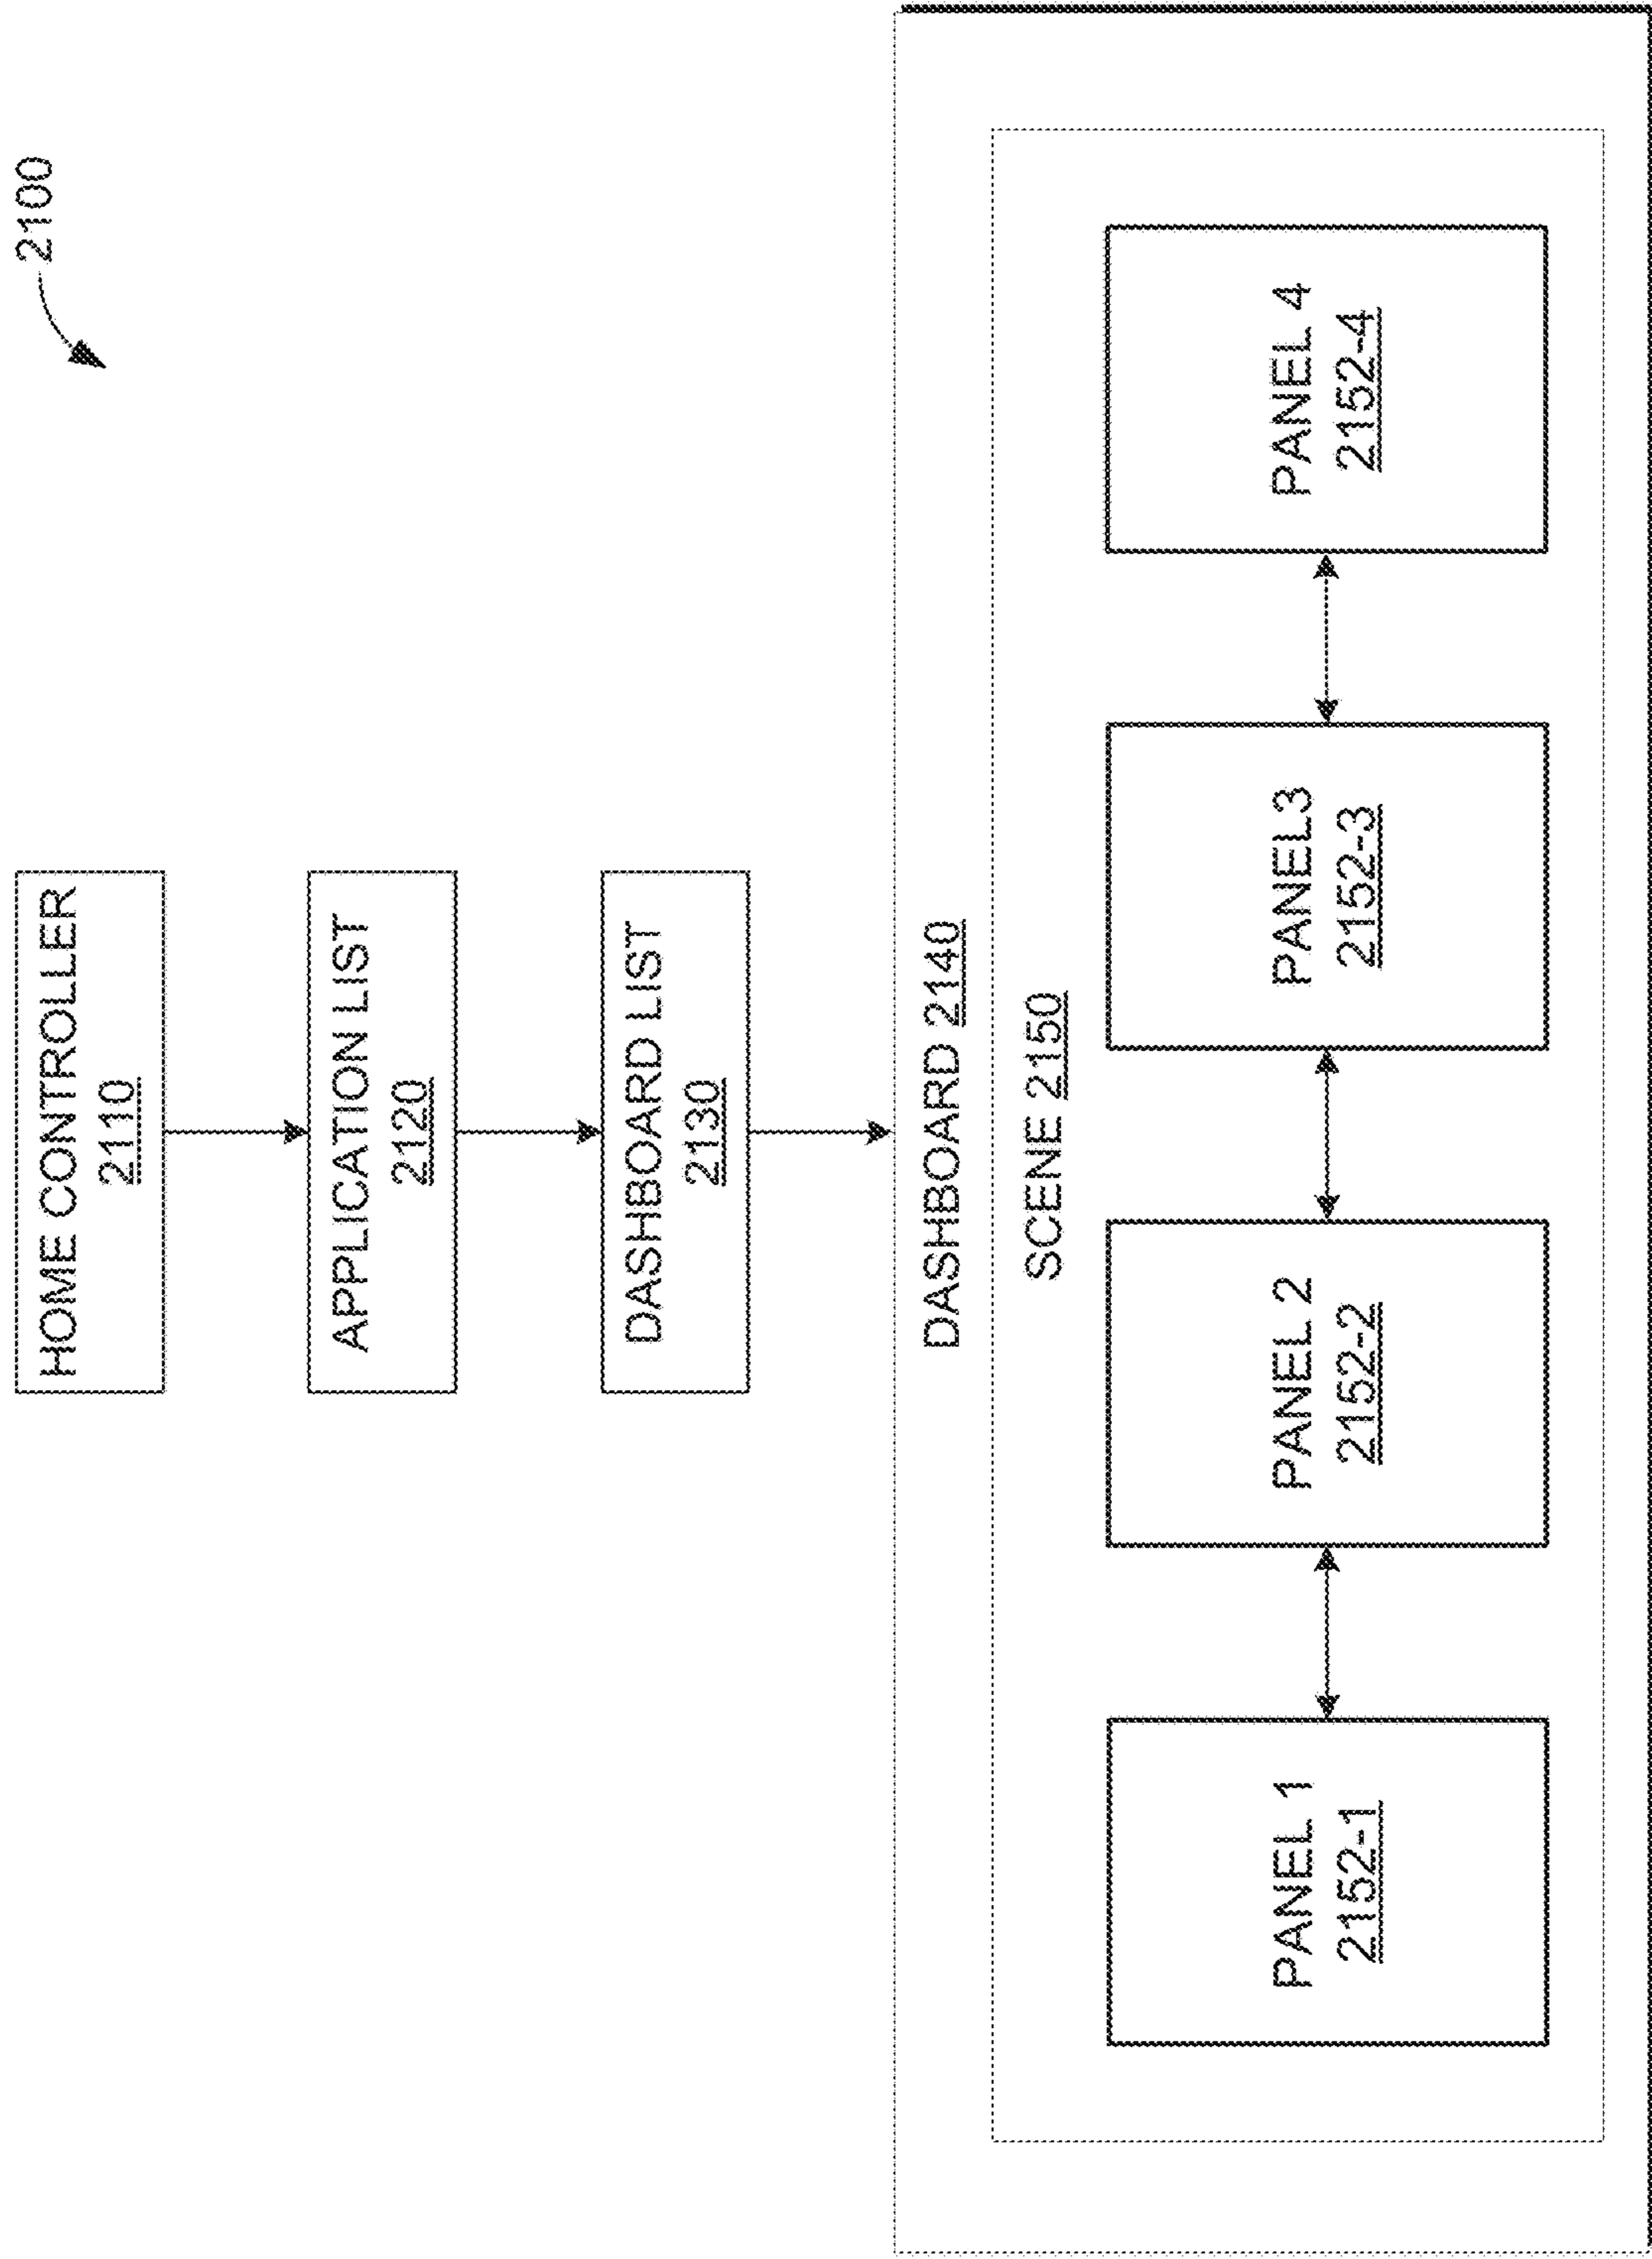 2100
HOME CONTROLLER
2110
APPLICATION LIST
2120
DASHBOARD LIST
2130
DASHBOARD 2140
SCENE 2150
PANEL 1
2152-1
PANEL 2
2152-2
PANEL3
2152-3
PANEL 4
2152-4